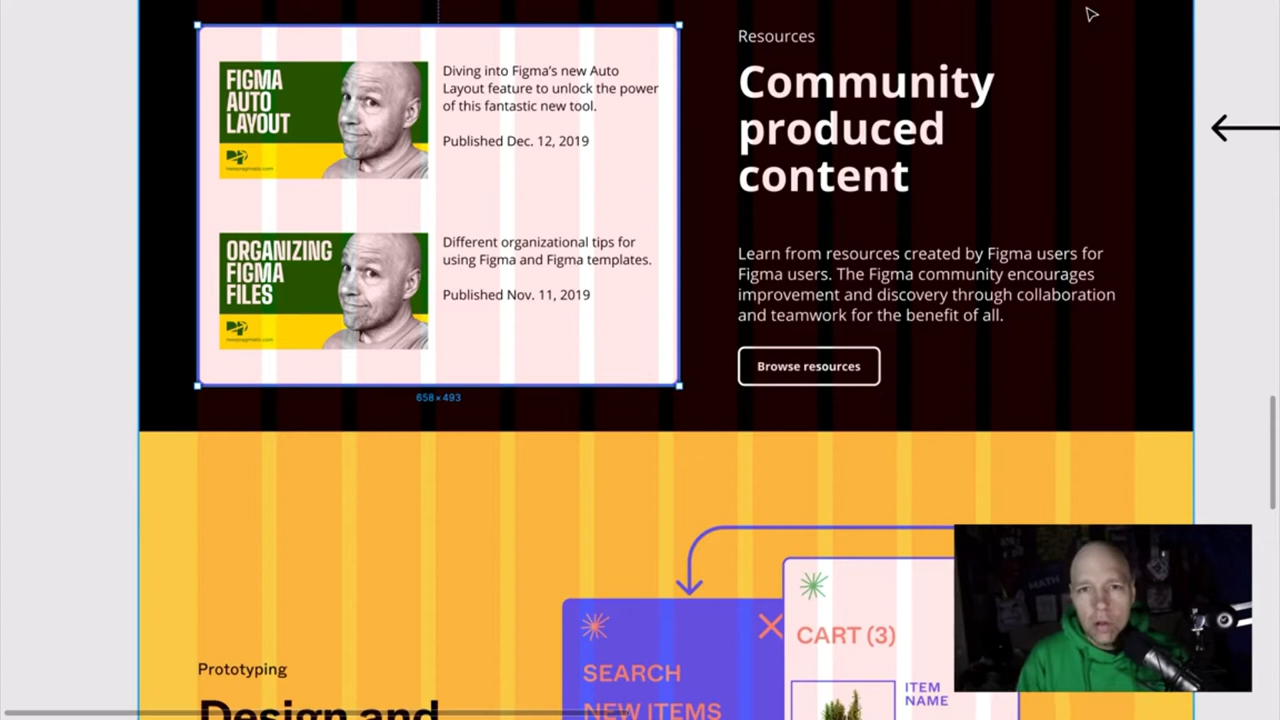 FIGMA
AUTO
LAYOUT
Diving into Figma's new Auto
Layout feature to unlock the power
of this fantastic new tool.
Published Dec. 12, 2019
ORGANIZING
FIGMA
FILES
Different organizational tips for
using Figma and Figma templates.
Published Nov. 11, 2019
658 × 493
Resources
Community
produced
content
Learn from resources created by Figma users for
Figma users. The Figma community encourages
improvement and discovery through collaboration
and teamwork for the benefit of all.
Browse resources
Prototyping
Design and
SEARCH
NEW ITEMS
CART (3)
ITEM
NAME
MATH